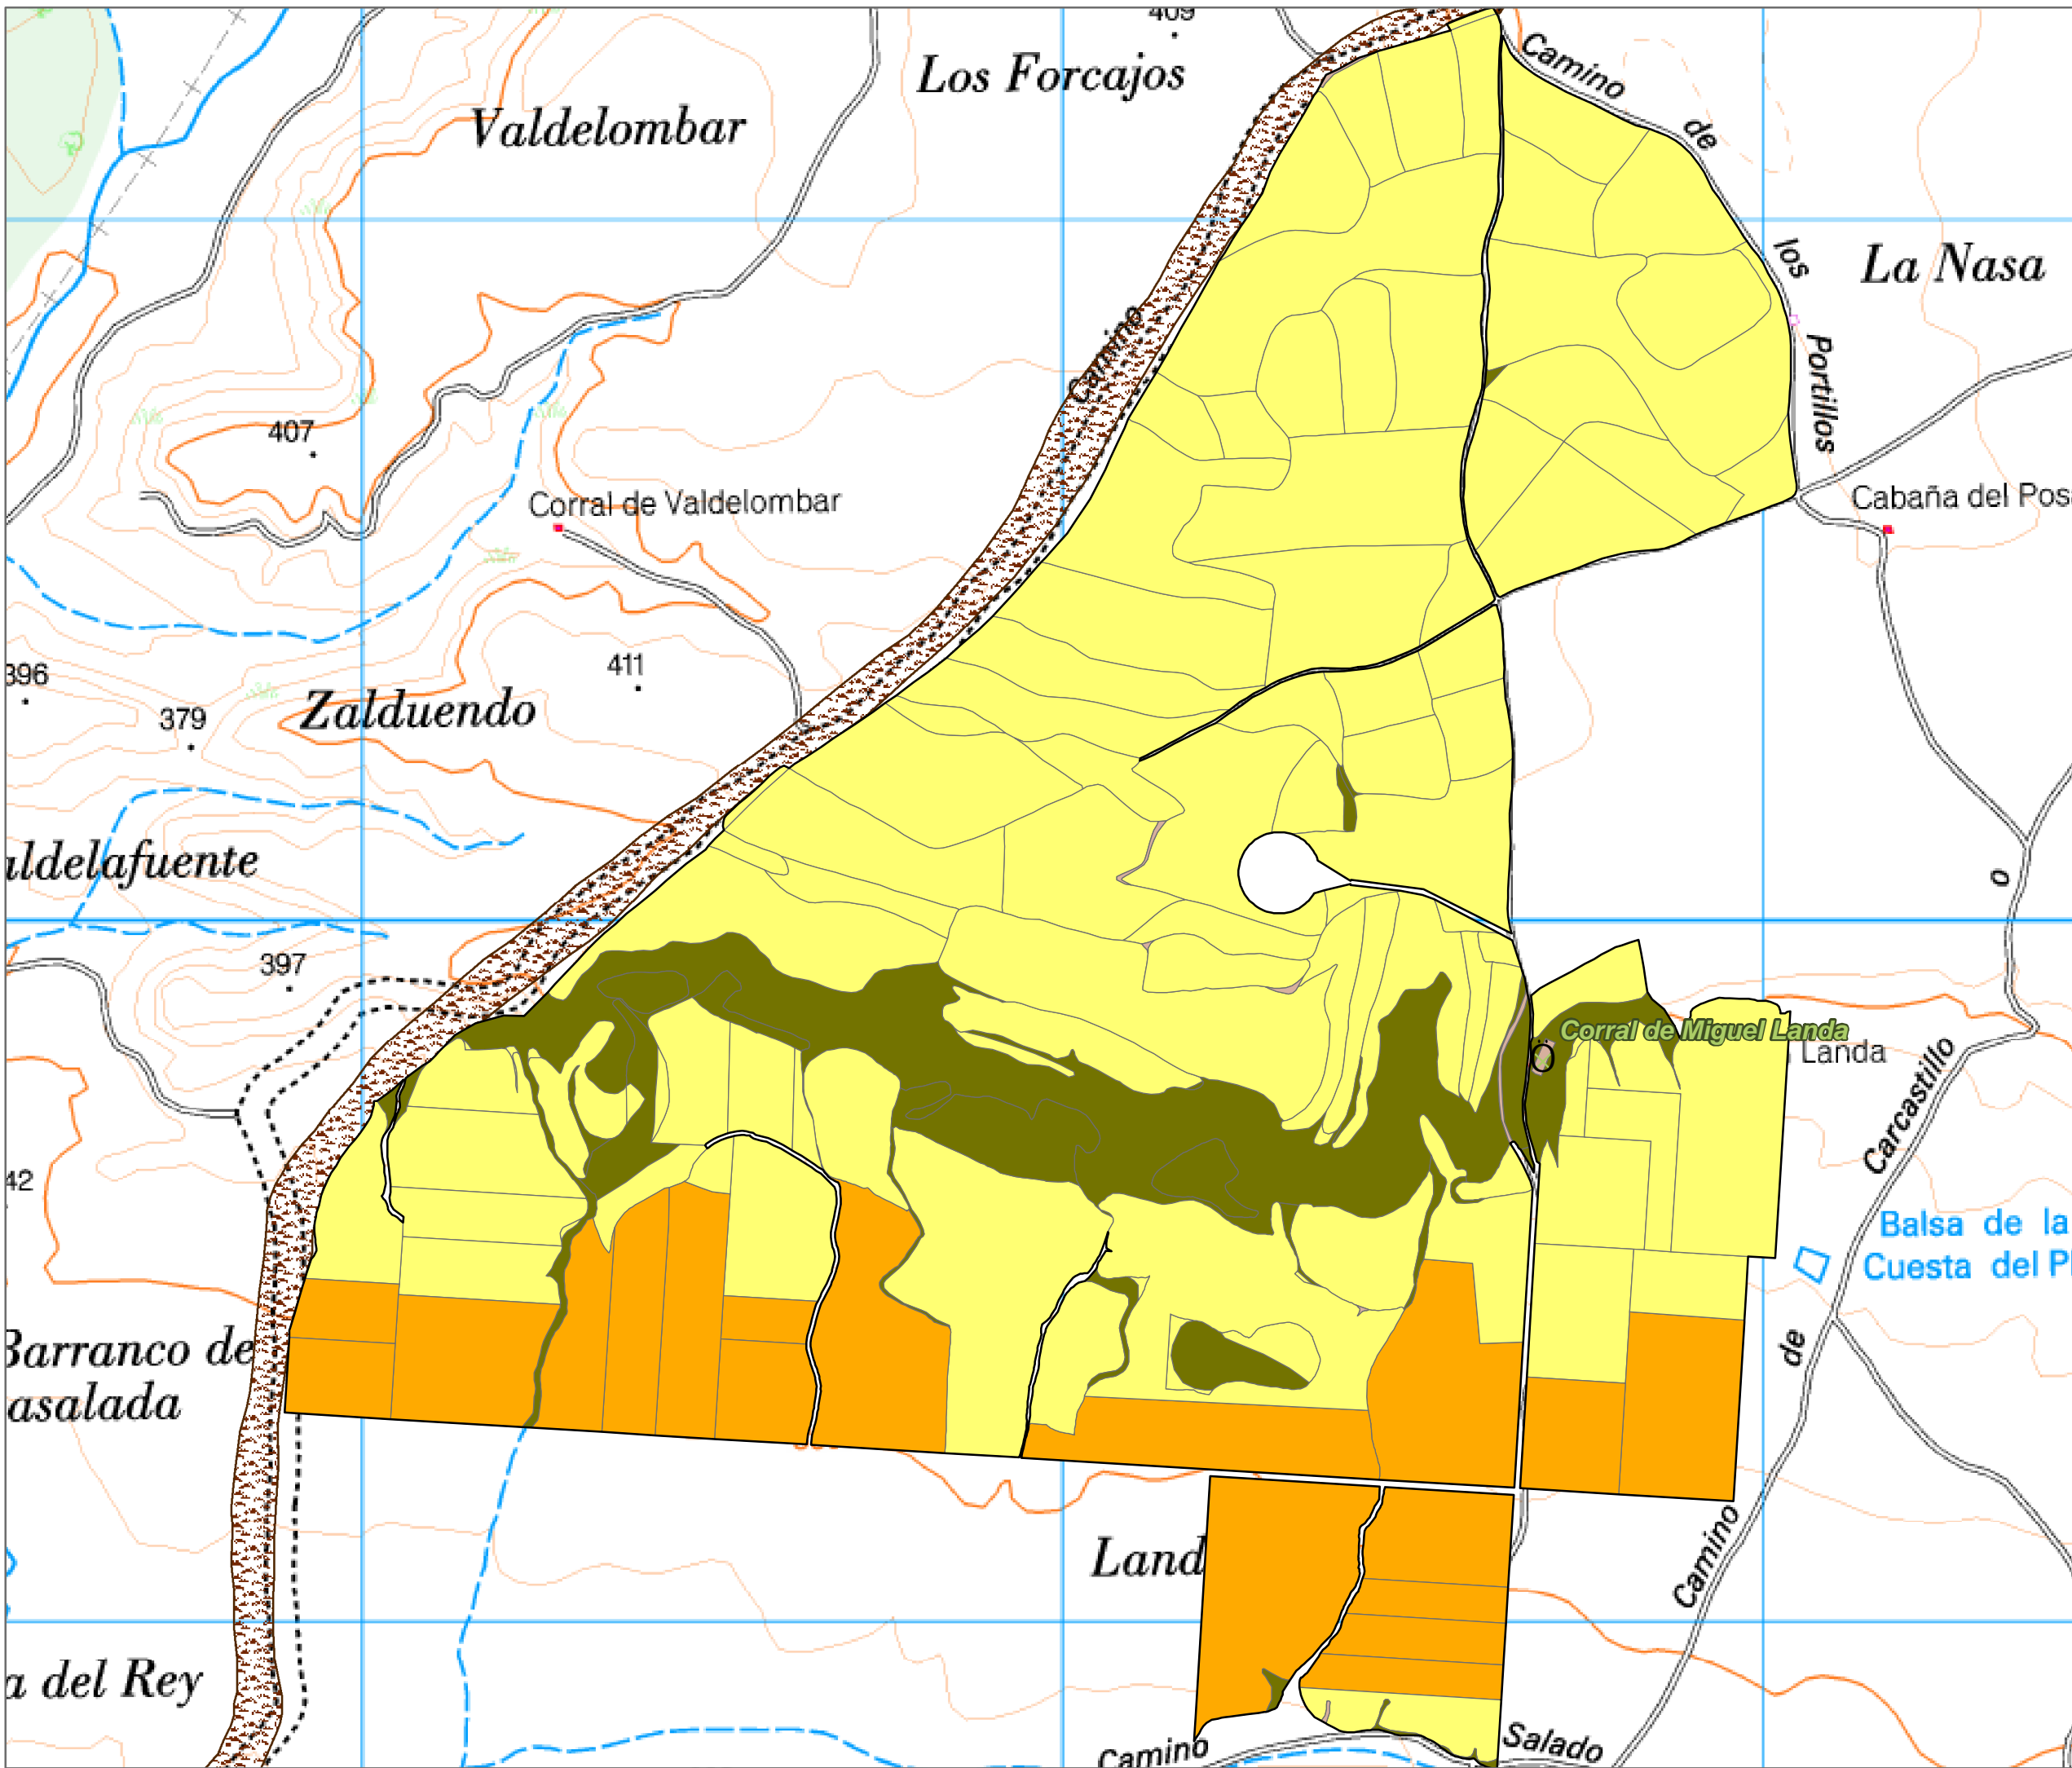 409
Los Forcajos
Camino
de
los
Portillos
Valdelombar
La Nasa
Camino
407
Corral de Valdelombar
Cabaña del Pos
396
411
379
Zalduendo
aldelafuente
o
397
Corral de Miguel Landa
Landa
Carcastillo
42
Balsa de la
Cuesta del P
Barranco de
asalada
de
Land
Camino
a del Rey
Camino
Salado